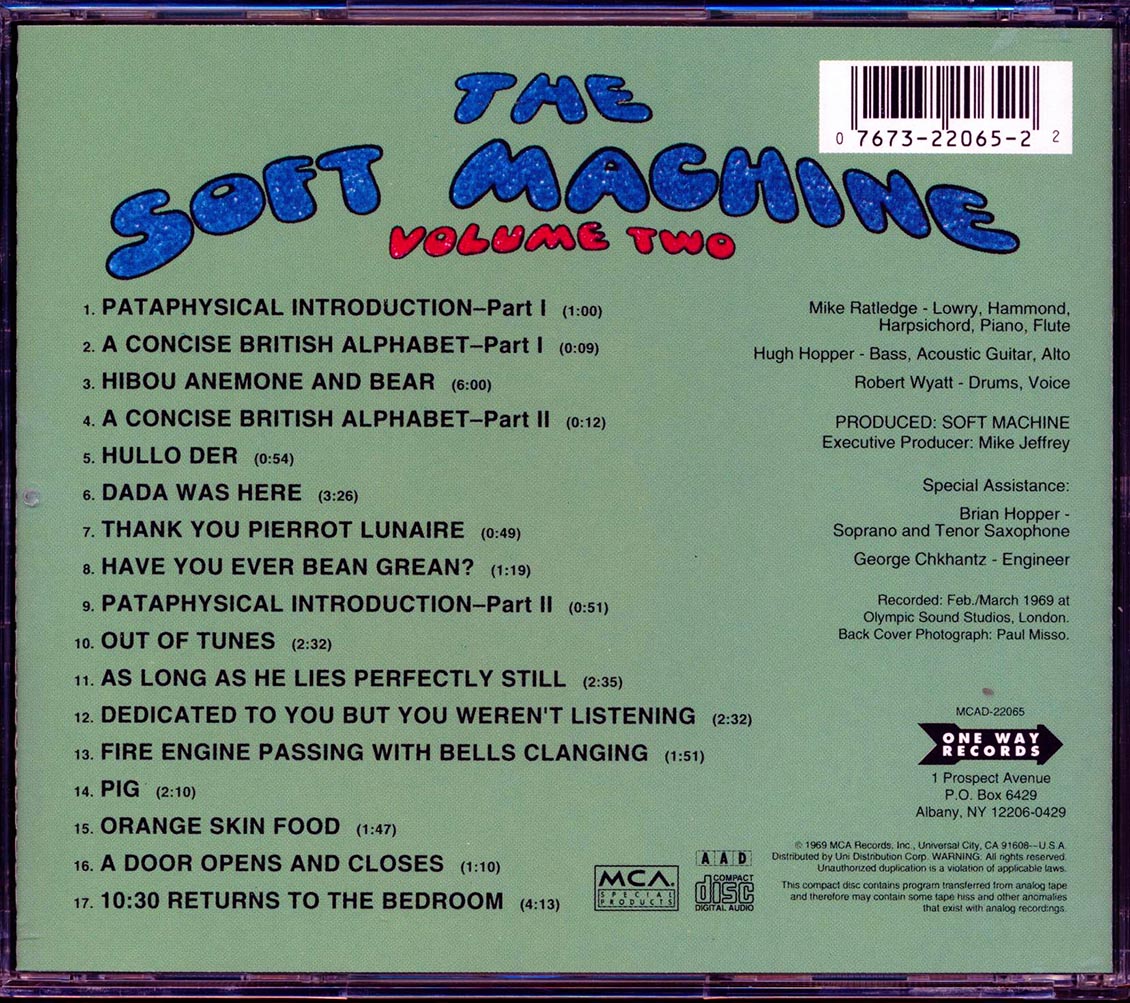 THE
SOFT MACHINE
VOLUME TWO
0 7673-22065-2 2
1. PATAPHYSICAL INTRODUCTION–Part I (1:00)
2. A CONCISE BRITISH ALPHABET–Part I (0:09)
3. HIBOU ANEMONE AND BEAR (6:00)
4. A CONCISE BRITISH ALPHABET–Part II (0:12)
5. HULLO DER (0:54)
6. DADA WAS HERE (3:26)
7. THANK YOU PIERROT LUNAIRE (0:49)
8. HAVE YOU EVER BEAN GREAN? (1:19)
9. PATAPHYSICAL INTRODUCTION–Part II (0:51)
10. OUT OF TUNES (2:32)
11. AS LONG AS HE LIES PERFECTLY STILL (2:35)
12. DEDICATED TO YOU BUT YOU WEREN'T LISTENING (2:32)
13. FIRE ENGINE PASSING WITH BELLS CLANGING (1:51)
14. PIG (2:10)
15. ORANGE SKIN FOOD (1:47)
16. A DOOR OPENS AND CLOSES (1:10)
17. 10:30 RETURNS TO THE BEDROOM (4:13)
Mike Ratledge - Lowry, Hammond,
Harpsichord, Piano, Flute
Hugh Hopper - Bass, Acoustic Guitar, Alto
Robert Wyatt - Drums, Voice
PRODUCED: SOFT MACHINE
Executive Producer: Mike Jeffrey
Special Assistance:
Brian Hopper -
Soprano and Tenor Saxophone
George Chkhantz - Engineer
Recorded: Feb./March 1969 at
Olympic Sound Studios, London.
Back Cover Photograph: Paul Misso.
MCAD-22065
ONE WAY
RECORDS
1 Prospect Avenue
P.O. Box 6429
Albany, NY 12206-0429
MCA.
SPECIAL
PRODUCTS
A A D
COMPACT
disc
DIGITAL AUDIO
© 1969 MCA Records, Inc., Universal City, CA 91608--U.S.A.
Distributed by Uni Distribution Corp. WARNING: All rights reserved.
Unauthorized duplication is a violation of applicable laws.
This compact disc contains program transferred from analog tape
and therefore may contain some tape hiss and other anomalies
that exist with analog recordings.